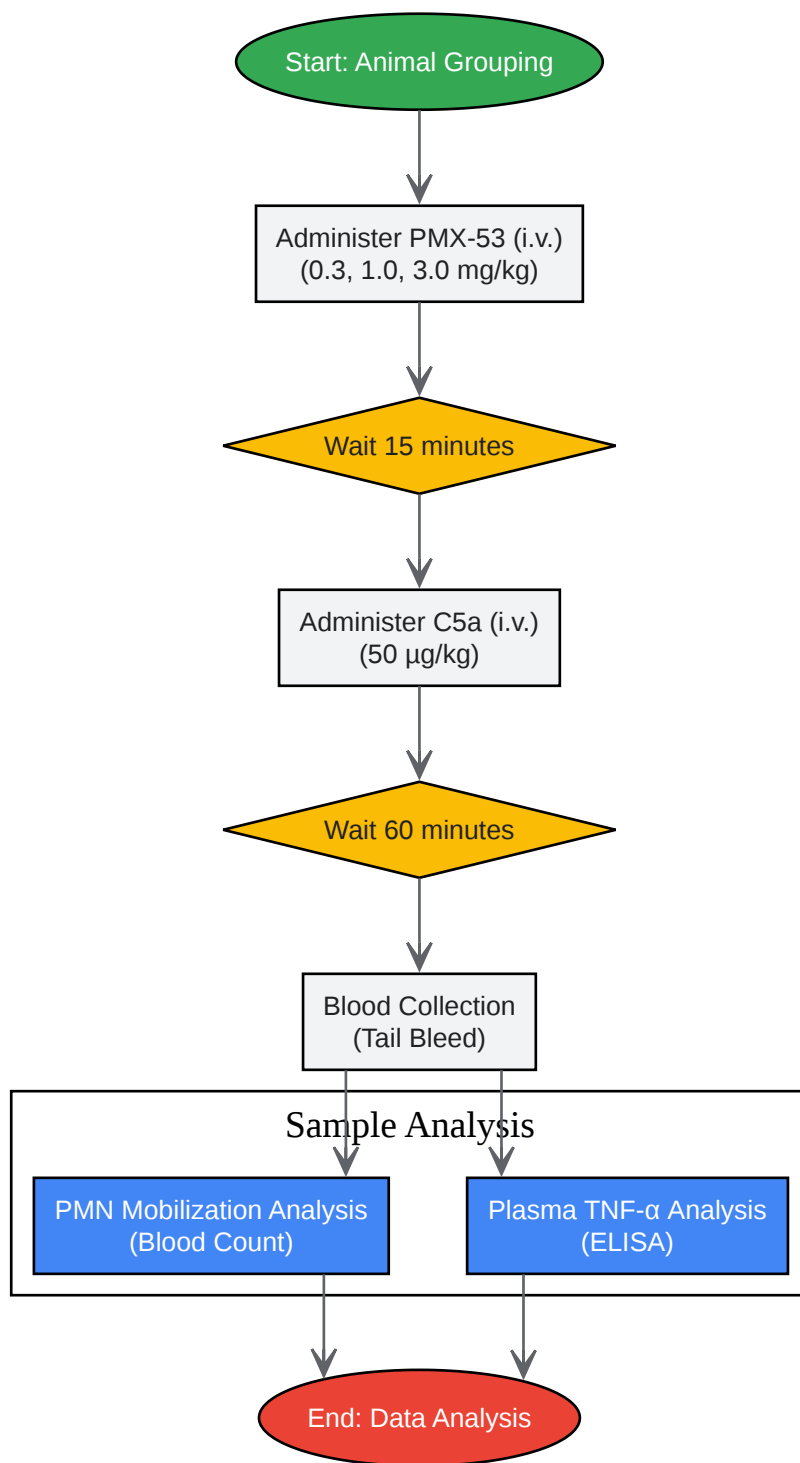 Start: Animal Grouping
Administer PMX-53 (i.v.)
(0.3, 1.0, 3.0 mg/kg)
Wait 15 minutes
Administer C5a (i.v.)
(50 µg/kg)
Wait 60 minutes
Blood Collection
(Tail Bleed)
Sample Analysis
PMN Mobilization Analysis
(Blood Count)
Plasma TNF-α Analysis
(ELISA)
End: Data Analysis